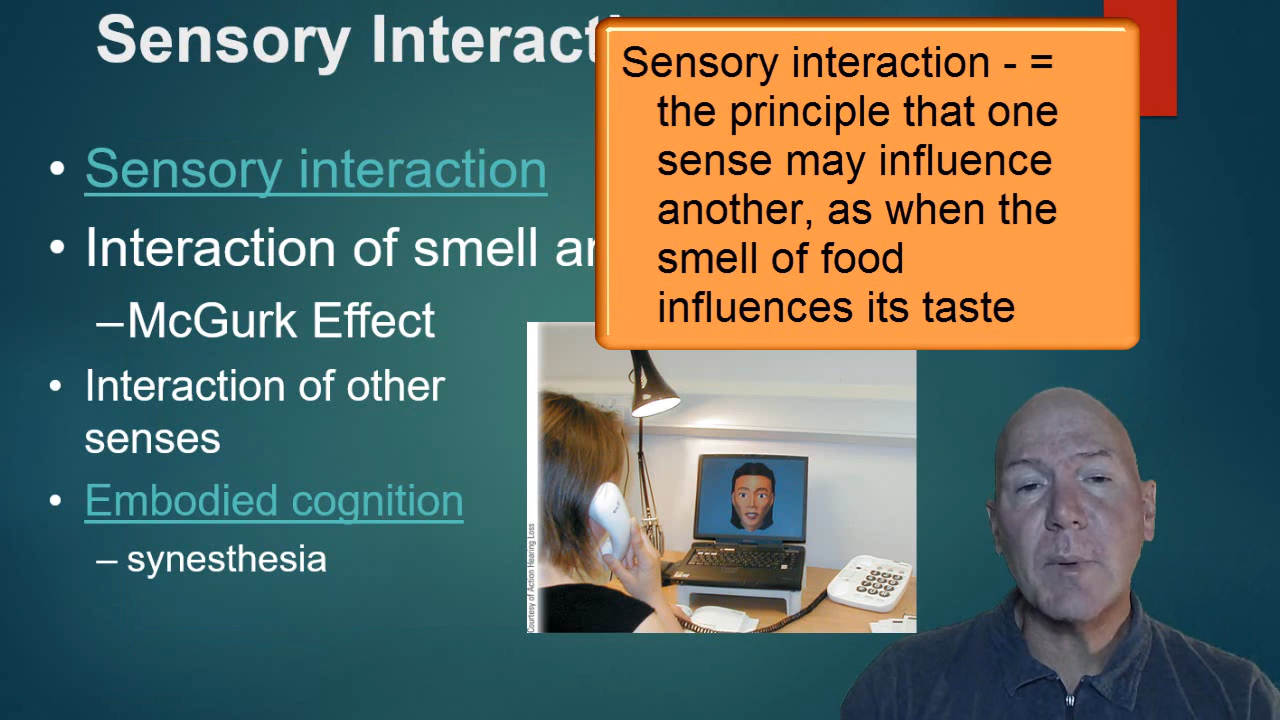 Sensory Interact
Sensory interaction - =
the principle that one
sense may influence
another, as when the
smell of food
influences its taste
• Sensory interaction
• Interaction of smell
–McGurk Effect
• Interaction of other
senses
• Embodied cognition
– synesthesia
Courtesy of Action Hearing Loss